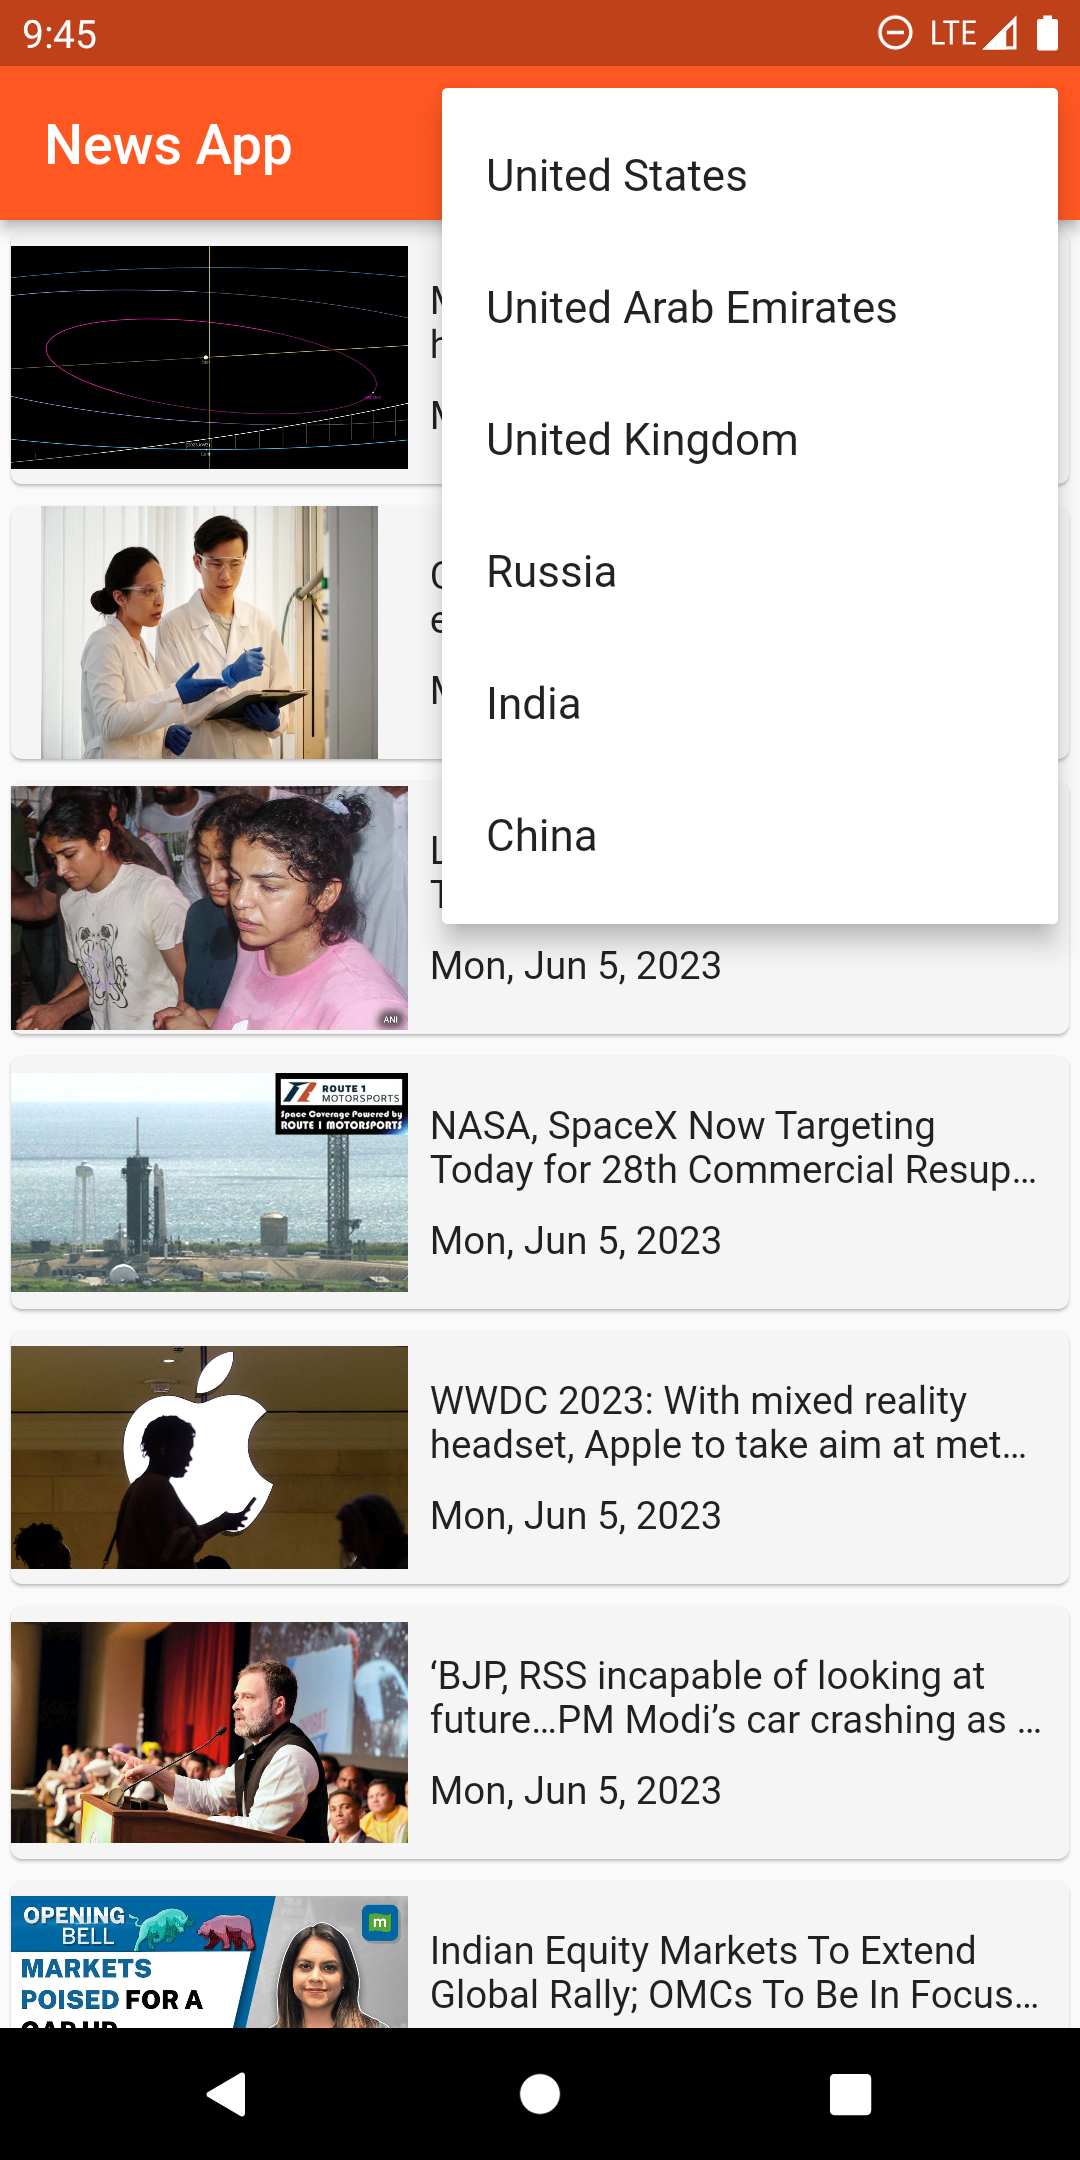 9:45
LTE
News App
United States
United Arab Emirates
United Kingdom
Russia
India
China
Mon, Jun 5, 2023
ANI
ROUTE 1
MOTORSPORTS
Space Coverage Powered by
ROUTE 1 MOTORSPORTS
NASA, SpaceX Now Targeting
Today for 28th Commercial Resup…
Mon, Jun 5, 2023
WWDC 2023: With mixed reality
headset, Apple to take aim at met…
Mon, Jun 5, 2023
‘BJP, RSS incapable of looking at
future…PM Modi’s car crashing as …
Mon, Jun 5, 2023
OPENING
BELL
m
MARKETS
POISED FOR A
Indian Equity Markets To Extend
Global Rally; OMCs To Be In Focus…